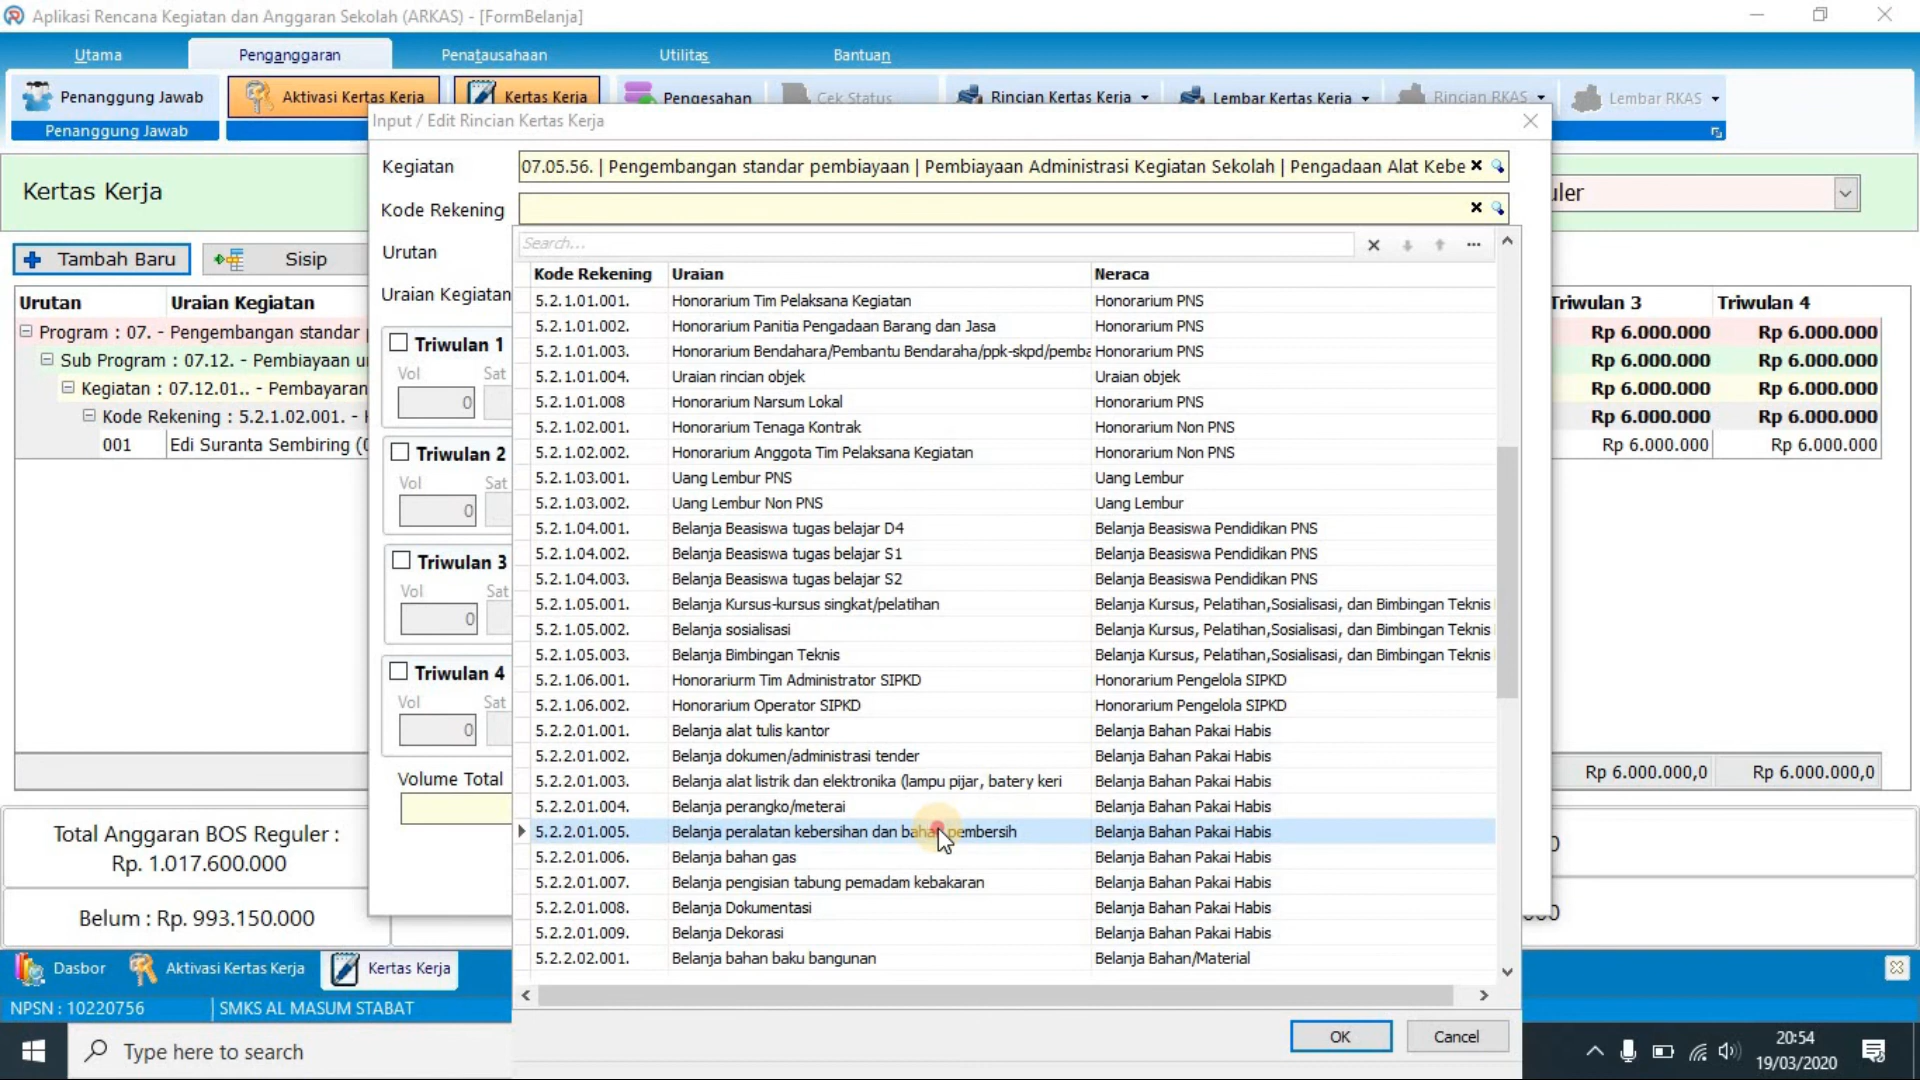 Aplikasi Rencana Kegiatan dan Anggaran Sekolah (ARKAS) - [FormBelanja]
Utama Penganggaran Penatausahaan Utilitas Bantuan
Penanggung Jawab Aktivasi Kertas Kerja Kertas Kerja Pengesahan Cek Status Rincian Kertas Kerja Lembar Kertas Kerja Rincian RKAS Lembar RKAS
Penanggung Jawab
Input / Edit Rincian Kertas Kerja
Kegiatan 07.05.56. | Pengembangan standar pembiayaan | Pembiayaan Administrasi Kegiatan Sekolah | Pengadaan Alat Kebe
Kertas Kerja
Kode Rekening
Urutan
Search...
Tambah Baru Sisip
Uraian Kegiatan
Kode Rekening Uraian Neraca
5.2.1.01.001. Honorarium Tim Pelaksana Kegiatan Honorarium PNS
5.2.1.01.002. Honorarium Panitia Pengadaan Barang dan Jasa Honorarium PNS
5.2.1.01.003. Honorarium Bendahara/Pembantu Bendaraha/ppk-skpd/pemba Honorarium PNS
5.2.1.01.004. Uraian rincian objek Uraian objek
5.2.1.01.008 Honorarium Narsum Lokal Honorarium PNS
5.2.1.02.001. Honorarium Tenaga Kontrak Honorarium Non PNS
5.2.1.02.002. Honorarium Anggota Tim Pelaksana Kegiatan Honorarium Non PNS
5.2.1.03.001. Uang Lembur PNS Uang Lembur
5.2.1.03.002. Uang Lembur Non PNS Uang Lembur
5.2.1.04.001. Belanja Beasiswa tugas belajar D4 Belanja Beasiswa Pendidikan PNS
5.2.1.04.002. Belanja Beasiswa tugas belajar S1 Belanja Beasiswa Pendidikan PNS
5.2.1.04.003. Belanja Beasiswa tugas belajar S2 Belanja Beasiswa Pendidikan PNS
5.2.1.05.001. Belanja Kursus-kursus singkat/pelatihan Belanja Kursus, Pelatihan,Sosialisasi, dan Bimbingan Teknis
5.2.1.05.002. Belanja sosialisasi Belanja Kursus, Pelatihan,Sosialisasi, dan Bimbingan Teknis
5.2.1.05.003. Belanja Bimbingan Teknis Belanja Kursus, Pelatihan,Sosialisasi, dan Bimbingan Teknis
5.2.1.06.001. Honorariurm Tim Administrator SIPKD Honorarium Pengelola SIPKD
5.2.1.06.002. Honorarium Operator SIPKD Honorarium Pengelola SIPKD
5.2.2.01.001. Belanja alat tulis kantor Belanja Bahan Pakai Habis
5.2.2.01.002. Belanja dokumen/administrasi tender Belanja Bahan Pakai Habis
5.2.2.01.003. Belanja alat listrik dan elektronika (lampu pijar, batery keri Belanja Bahan Pakai Habis
5.2.2.01.004. Belanja perangko/meterai Belanja Bahan Pakai Habis
5.2.2.01.005. Belanja peralatan kebersihan dan bahan pembersih Belanja Bahan Pakai Habis
5.2.2.01.006. Belanja bahan gas Belanja Bahan Pakai Habis
5.2.2.01.007. Belanja pengisian tabung pemadam kebakaran Belanja Bahan Pakai Habis
5.2.2.01.008. Belanja Dokumentasi Belanja Bahan Pakai Habis
5.2.2.01.009. Belanja Dekorasi Belanja Bahan Pakai Habis
5.2.2.02.001. Belanja bahan baku bangunan Belanja Bahan/Material
OK Cancel
Urutan Uraian Kegiatan
Program : 07. - Pengembangan standar
Sub Program : 07.12. - Pembiayaan
Kegiatan : 07.12.01.. - Pembayaran
Kode Rekening : 5.2.1.02.001. -
001 Edi Suranta Sembiring
Triwulan 1
Vol Sat
0
Triwulan 2
Vol Sat
0
Triwulan 3
Vol Sat
0
Triwulan 4
Vol Sat
0
Volume Total
Triwulan 3 Triwulan 4
Rp 6.000.000 Rp 6.000.000
Rp 6.000.000 Rp 6.000.000
Rp 6.000.000 Rp 6.000.000
Rp 6.000.000 Rp 6.000.000
Rp 6.000.000 Rp 6.000.000
Rp 6.000.000,0 Rp 6.000.000,0
Total Anggaran BOS Reguler :
Rp. 1.017.600.000
Belum : Rp. 993.150.000
Dasbor Aktivasi Kertas Kerja Kertas Kerja
NPSN : 10220756 SMKS AL MASUM STABAT
Type here to search
20:54
19/03/2020